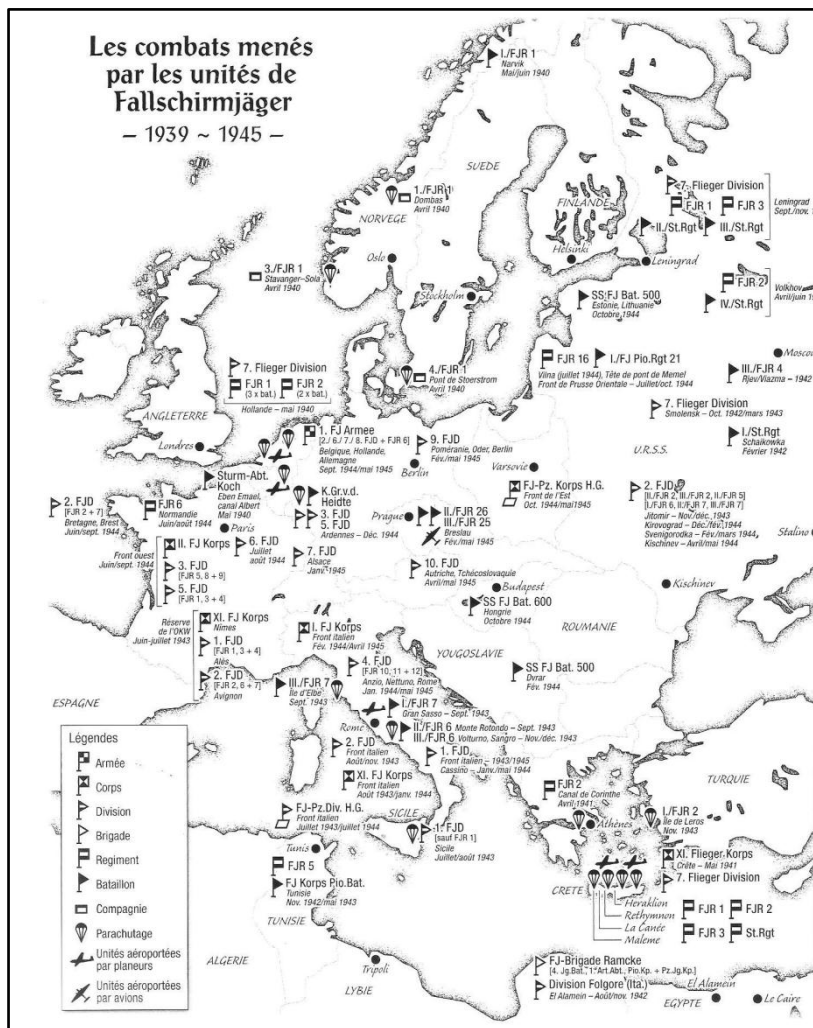 Les combats menés
par les unités de
Fallschirmjäger
– 1939 ~ 1945 –
I./FJR 1
Narvik
Mai/juin 1940
SUEDE
1./FJR 1
Dombas
Avril 1940
NORVEGE
FINLANDE
7. Flieger Division
FJR 1
FJR 3
II./St.Rgt
III./St.Rgt
Leningrad
Sept./nov. 1
Oslo
Helsinki
Leningrad
3./FJR 1
Stavanger-Sola
Avril 1940
Stockholm
FJR 2
IV./St.Rgt
Volkhov
Avril/juin 19
SS FJ Bat. 500
Estonie, Lithuanie
Octobre 1944
7. Flieger Division
FJR 1
(3 x bat.)
FJR 2
(2 x bat.)
Hollande – mai 1940
4./FJR 1
Pont de Stoerstrom
Avril 1940
FJR 16
I./FJ Pio.Rgt 21
Vilna (juillet 1944), Tête de pont de Memel
Front de Prusse Orientale – Juillet/oct. 1944
Moscou
III./FJR 4
Rjev/Viazma – 1942
7. Flieger Division
Smolensk – Oct. 1942/mars 1943
ANGLETERRE
Londres
1. FJ Armee
[2./ 6./ 7./ 8. FJD + FJR 6]
Belgique, Hollande,
Allemagne
Sept. 1944/mai 1945
9. FJD
Poméranie, Oder, Berlin
Fév./mai 1945
Berlin
Varsovie
U.R.S.S.
I./St.Rgt
Schaikowka
Février 1942
Sturm-Abt.
Koch
Eben Emael,
canal Albert
Mai 1940
K.Gr.v.d.
Heidte
3. FJD
5. FJD
Ardennes – Déc. 1944
FJ-Pz. Korps H.G.
Front de l'Est
Oct. 1944/mai1945
2. FJD
[FJR 2 + 7]
Bretagne, Brest
Juin/sept. 1944
FJR 6
Normandie
Juin/août 1944
Paris
Prague
II./FJR 26
III./FJR 25
Breslau
Fév./mai 1945
2. FJD
[II./FJR 2, III./FJR 2, II./FJR 5]
[I./FJR 6, II./FJR 7, III./FJR 7]
Jitomir – Nov./déc. 1943
Kirovograd – Déc./fév. 1944
Svenigorodka – Fév./mars 1944
Kischinev – Avril/mai 1944
Stalino
Front ouest
Juin/sept. 1944
II. FJ Korps
3. FJD
[FJR 5, 8 + 9]
5. FJD
[FJR 1, 3 + 4]
6. FJD
Juillet
août 1944
7. FJD
Alsace
Janv. 1945
10. FJD
Autriche, Tchécoslovaquie
Avril/mai 1945
Budapest
Kischinev
SS FJ Bat. 600
Hongrie
Octobre 1944
ROUMANIE
Réserve
de l'OKW
Juin-juillet 1943
XI. FJ Korps
Nimes
1. FJD
[FJR 1, 3 + 4]
Alès
2. FJD
[FJR 2, 6 + 7]
Avignon
I. FJ Korps
Front italien
Fév. 1944/Avril 1945
YOUGOSLAVIE
SS FJ Bat. 500
Dvrar
Fév. 1944
III./FJR 7
Île d'Elbe
Sept. 1943
4. FJD
[FJR 10, 11 + 12]
Anzio, Nettuno, Rome
Jan. 1944/mai 1945
ESPAGNE
I./FJR 7
Gran Sasso – Sept. 1943
Rome
II./FJR 6 Monte Rotondo – Sept. 1943
III./FJR 6 Volturno, Sangro – Nov./déc. 1943
2. FJD
Front italien
Août/nov. 1943
1. FJD
Front italien – 1943/1945
Cassino – Janv./mai 1944
XI. FJ Korps
Front italien
Août 1943/janv. 1944
FJR 2
Canal de Corinthe
Avril 1941
TURQUIE
FJ-Pz.Div. H.G.
Front italien
Juillet 1943/juillet 1944
SICILE
1. FJD
[sauf FJR 1]
Sicile
Juillet/août 1943
Athènes
I./FJR 2
Île de Leros
Nov. 1943
Tunis
FJR 5
FJ Korps Pio.Bat.
Tunisie
Nov. 1942/mai 1943
XI. Flieger Korps
Crête – Mai 1941
7. Flieger Division
CRETE
Heraklion
Rethymnon
La Canée
Maleme
FJR 1
FJR 2
FJR 3
St.Rgt
TUNISIE
ALGERIE
Tripoli
LYBIE
FJ-Brigade Ramcke
[4. Jg.Bat., 1.Art.Abt., Pio.Kp. + Pz.Jg.Kp.]
Division Folgore (Ita.)
El Alamein – Août/nov. 1942
El Alamein
EGYPTE
Le Caire
Légendes
Armée
Corps
Division
Brigade
Regiment
Bataillon
Compagnie
Parachutage
Unités aéroportées
par planeurs
Unités aéroportées
par avions